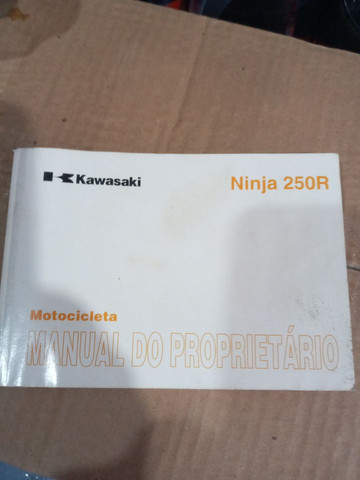 Kawasaki
Ninja 250R
Motocicleta
MANUAL DO PROPRIETÁRIO